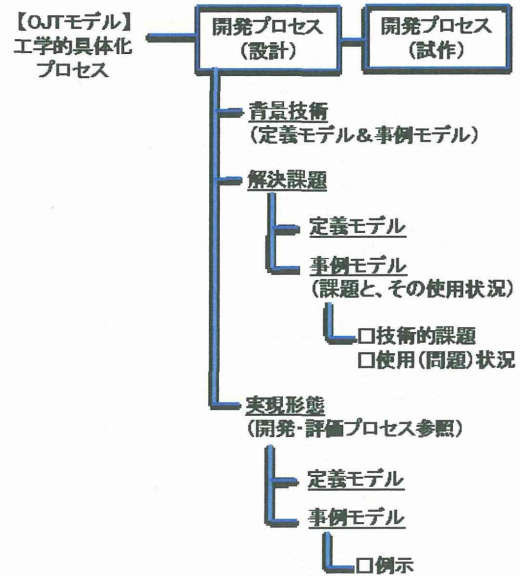 【OJTモデル】
工学的具体化
プロセス
開発プロセス
（設計）
開発プロセス
（試作）
背景技術
（定義モデル＆事例モデル）
解決課題
定義モデル
事例モデル
（課題と、その使用状況）
□技術的課題
□使用（問題）状況
実現形態
（開発・評価プロセス参照）
定義モデル
事例モデル
□例示